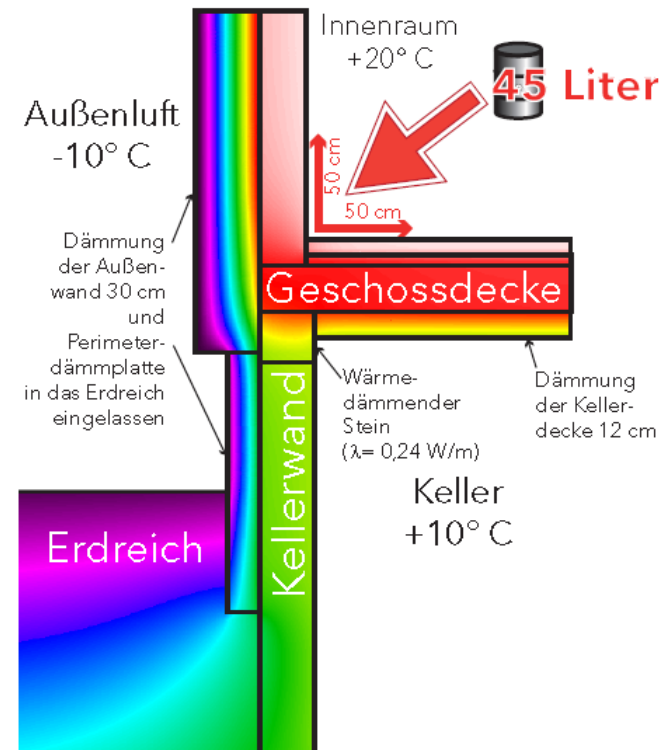 Innenraum
+20° C
45 Liter
Außenluft
-10° C
50 cm
50 cm
Dämmung
der Außen-
wand 30 cm
und
Perimeter-
dämmplatte
in das Erdreich
eingelassen
Geschossdecke
Wärme-
dämmender
Stein
(λ= 0,24 W/m)
Dämmung
der Keller-
decke 12 cm
Kellerwand
Keller
+10° C
Erdreich